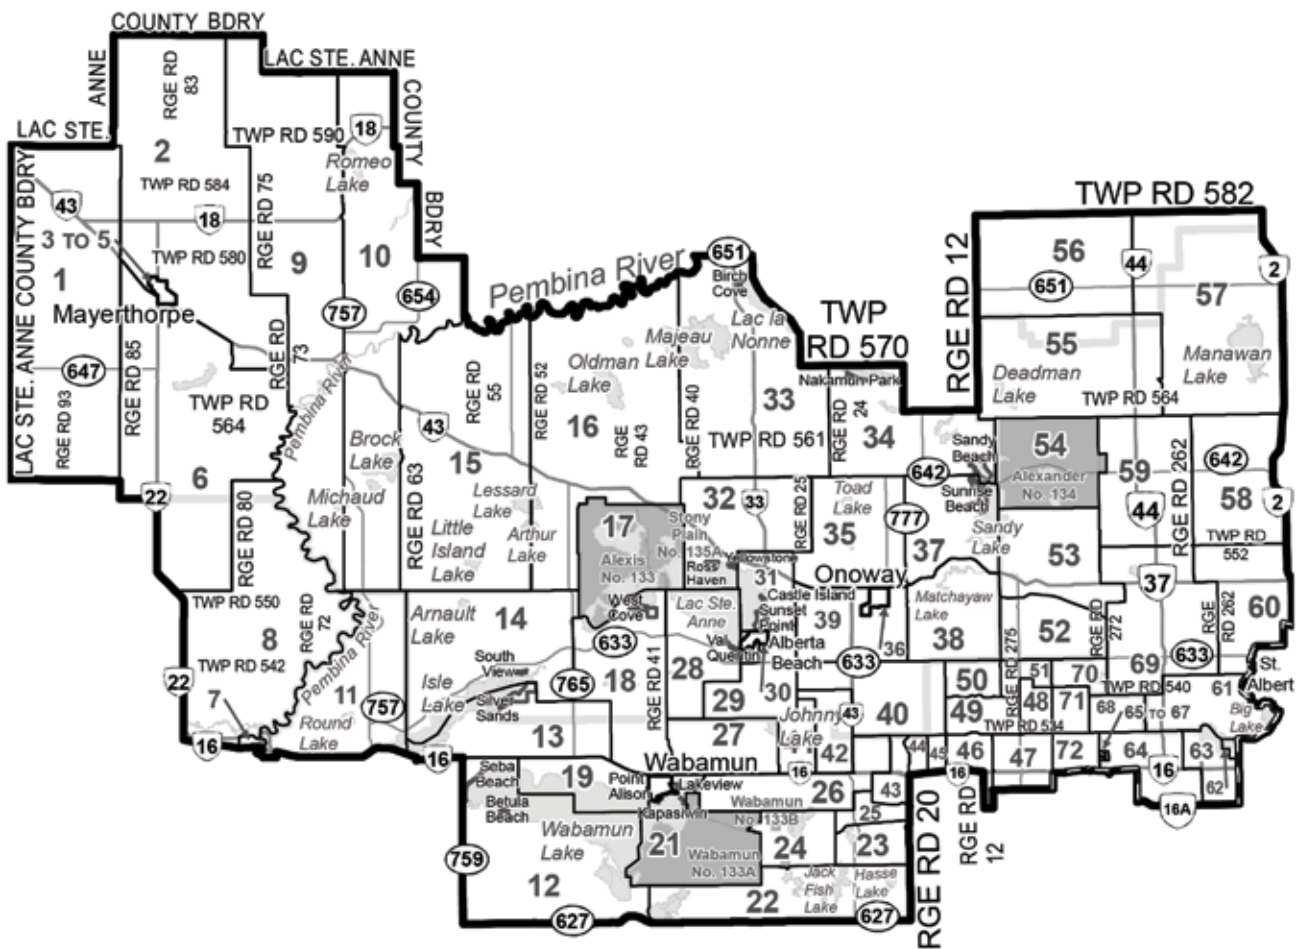 COUNTY BDRY
LAC STE. ANNE
ANNE
LAC STE.
COUNTY
BDRY
LAC STE. ANNE COUNTY BDRY
RGE RD
83
2
TWP RD 590
18
Romeo
Lake
TWP RD 584
43
18
3 TO 5
TWP RD 580
RGE RD 75
9
10
1
Mayerthorpe
757
654
647
RGE RD 85
RGE RD 93
RGE RD
73
TWP RD
564
Pembina River
6
22
RGE RD 80
TWP RD 550
8
RGE RD
72
TWP RD 542
22
7
16
Pembina River
11
757
Round
Lake
16
Pembina River
651
Birch
Cove
Lac la
Nonne
Majeau
Lake
Oldman
Lake
RGE RD
55
RGE RD 52
43
15
16
RGE
RD 43
RGE RD 40
TWP RD 561
33
Brock
Lake
Michaud
Lake
RGE RD 63
Lessard
Lake
Little
Island
Lake
Arthur
Lake
TWP
RD 570
Nakamun Park
RGE RD
24
34
32
33
RGE RD 25
Toad
Lake
35
642
777
37
17
Stony
Plain
No. 135A
Alexis
No. 133
Ross
Haven
Yellowstone
31
Onoway
West
Cove
Lac Ste.
Anne
Castle Island
Sunset
Point
39
36
Val
Quentin
Alberta
Beach
633
Arnault
Lake
14
633
South
View
765
18
RGE RD 41
28
29
30
Isle
Lake
Silver
Sands
13
27
Johnny
Lake
43
42
40
Wabamun
16
Seba
Beach
19
Point
Alison
Lakeview
26
43
Betula
Beach
Kapasiwin
Wabamun
No. 133B
25
Wabamun
Lake
21
24
23
759
12
Wabamun
No. 133A
Jack
Fish
Lake
Hasse
Lake
22
627
627
RGE RD 20
RGE RD
12
TWP RD 582
RGE RD 12
56
44
2
651
57
55
Deadman
Lake
Manawan
Lake
TWP RD 564
Sandy
Beach
54
Alexander
No. 134
59
RGE RD 262
642
58
2
Sunrise
Beach
44
Sandy
Lake
53
TWP RD
552
37
Matchayaw
Lake
38
RGE RD 275
52
RGE RD
272
RGE
RD 262
60
633
69
St.
Albert
50
51
70
TWP RD 540
61
49
48
71
68
65 TO 67
Big
Lake
TWP RD 534
44
45
46
47
72
64
63
16
16
62
16A